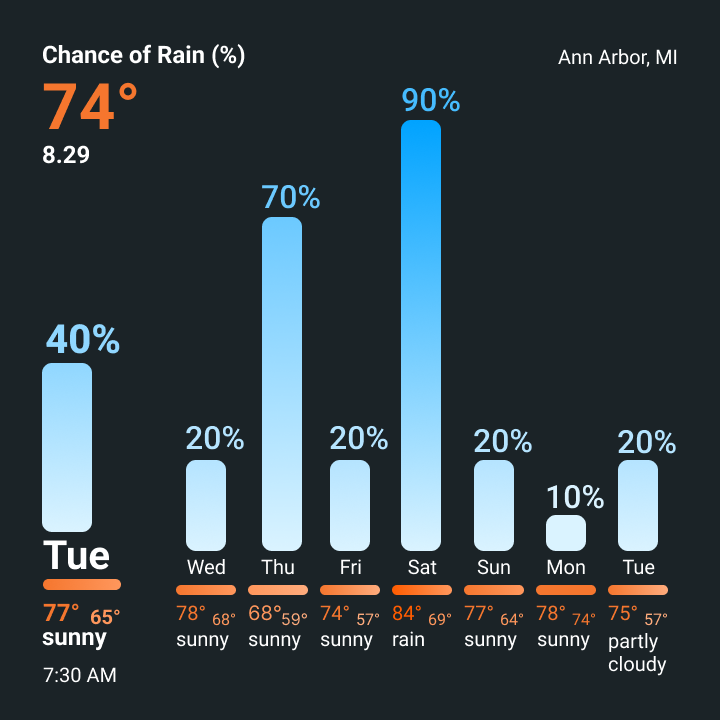 Chance of Rain (%)
Ann Arbor, MI
74°
8.29
40%
20%
70%
20%
90%
20%
10%
20%
Tue
Wed
Thu
Fri
Sat
Sun
Mon
Tue
77° 65°
78° 68°
68° 59°
74° 57°
84° 69°
77° 64°
78° 74°
75° 57°
sunny
sunny
sunny
sunny
rain
sunny
sunny
partly
cloudy
7:30 AM